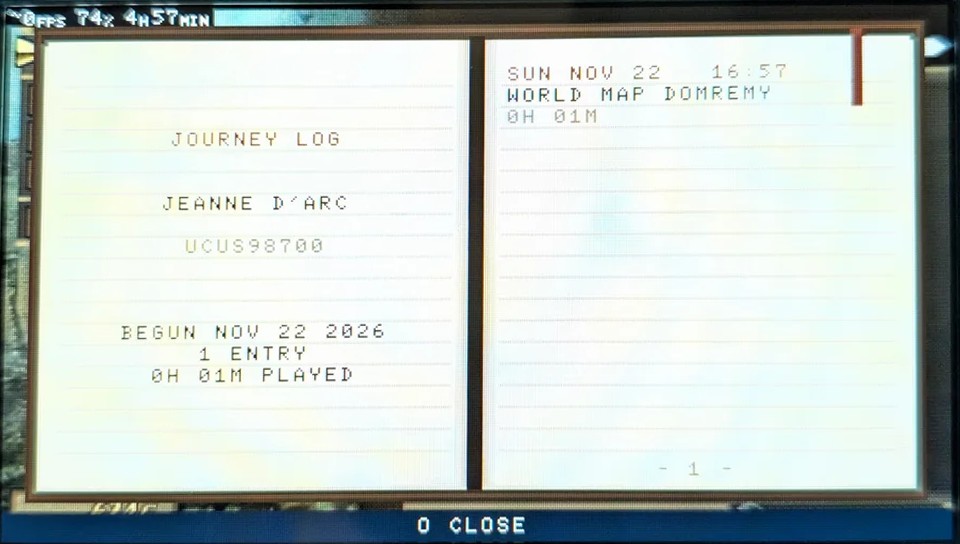 ~0FPS 74% 4H57MIN
JOURNEY LOG
JEANNE D'ARC
UCUS98700
BEGUN NOV 22 2026
1 ENTRY
0H 01M PLAYED
SUN NOV 22 16:57
WORLD MAP DOMREMY
0H 01M
- 1 -
O CLOSE